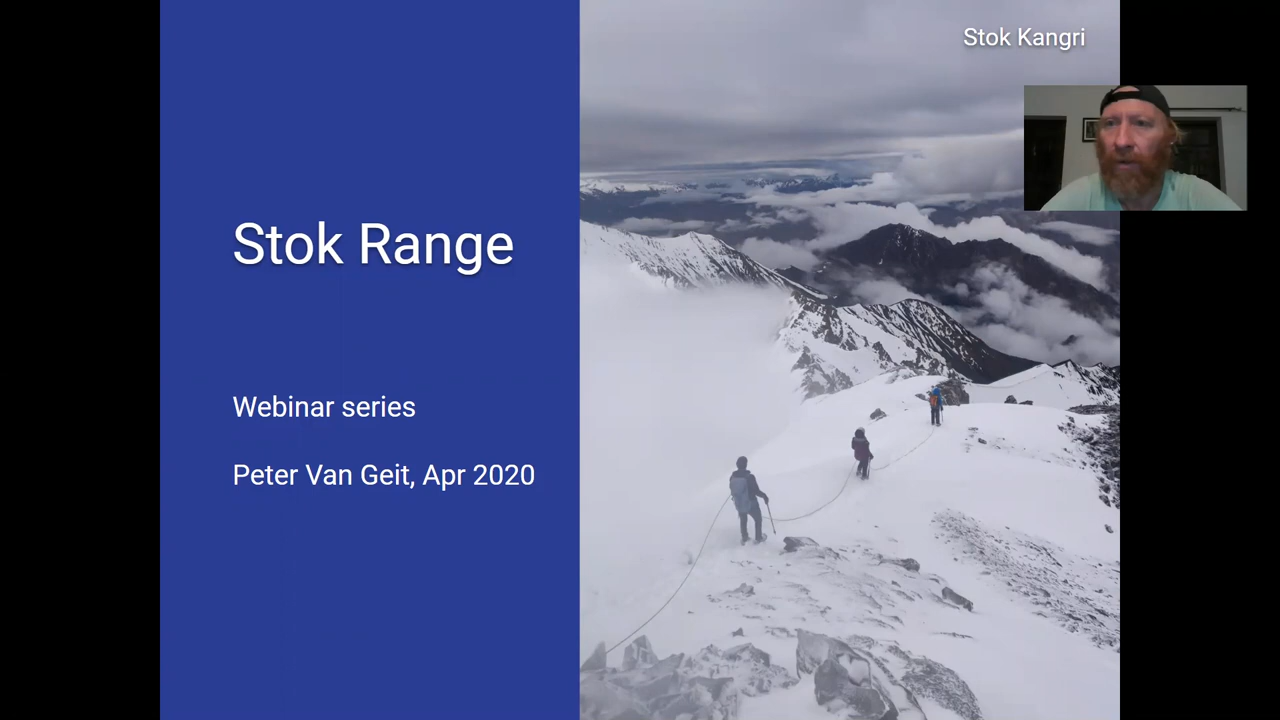 Stok Kangri
Stok Range
Webinar series
Peter Van Geit, Apr 2020